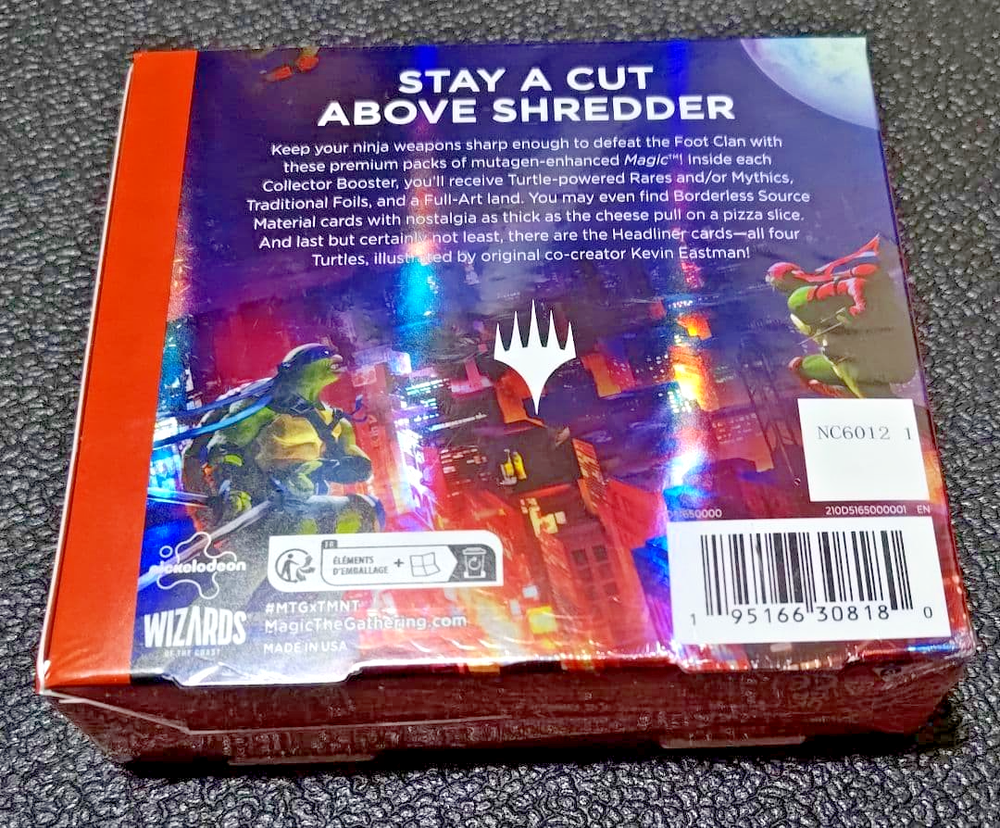 STAY A CUT
ABOVE SHREDDER
Keep your ninja weapons sharp enough to defeat the Foot Clan with
these premium packs of mutagen-enhanced Magic™! Inside each
Collector Booster, you'll receive Turtle-powered Rares and/or Mythics,
Traditional Foils, and a Full-Art land. You may even find Borderless Source
Material cards with nostalgia as thick as the cheese pull on a pizza slice.
And last but certainly not least, there are the Headliner cards—all four
Turtles, illustrated by original co-creator Kevin Eastman!
NC6012 1
210D5165000001 EN
nickelodeon
FR
ÉLÉMENTS
D'EMBALLAGE +
WIZARDS
OF THE COAST
#MTGxTMNT
MagicTheGathering.com
MADE IN USA
1 95166 30818 0